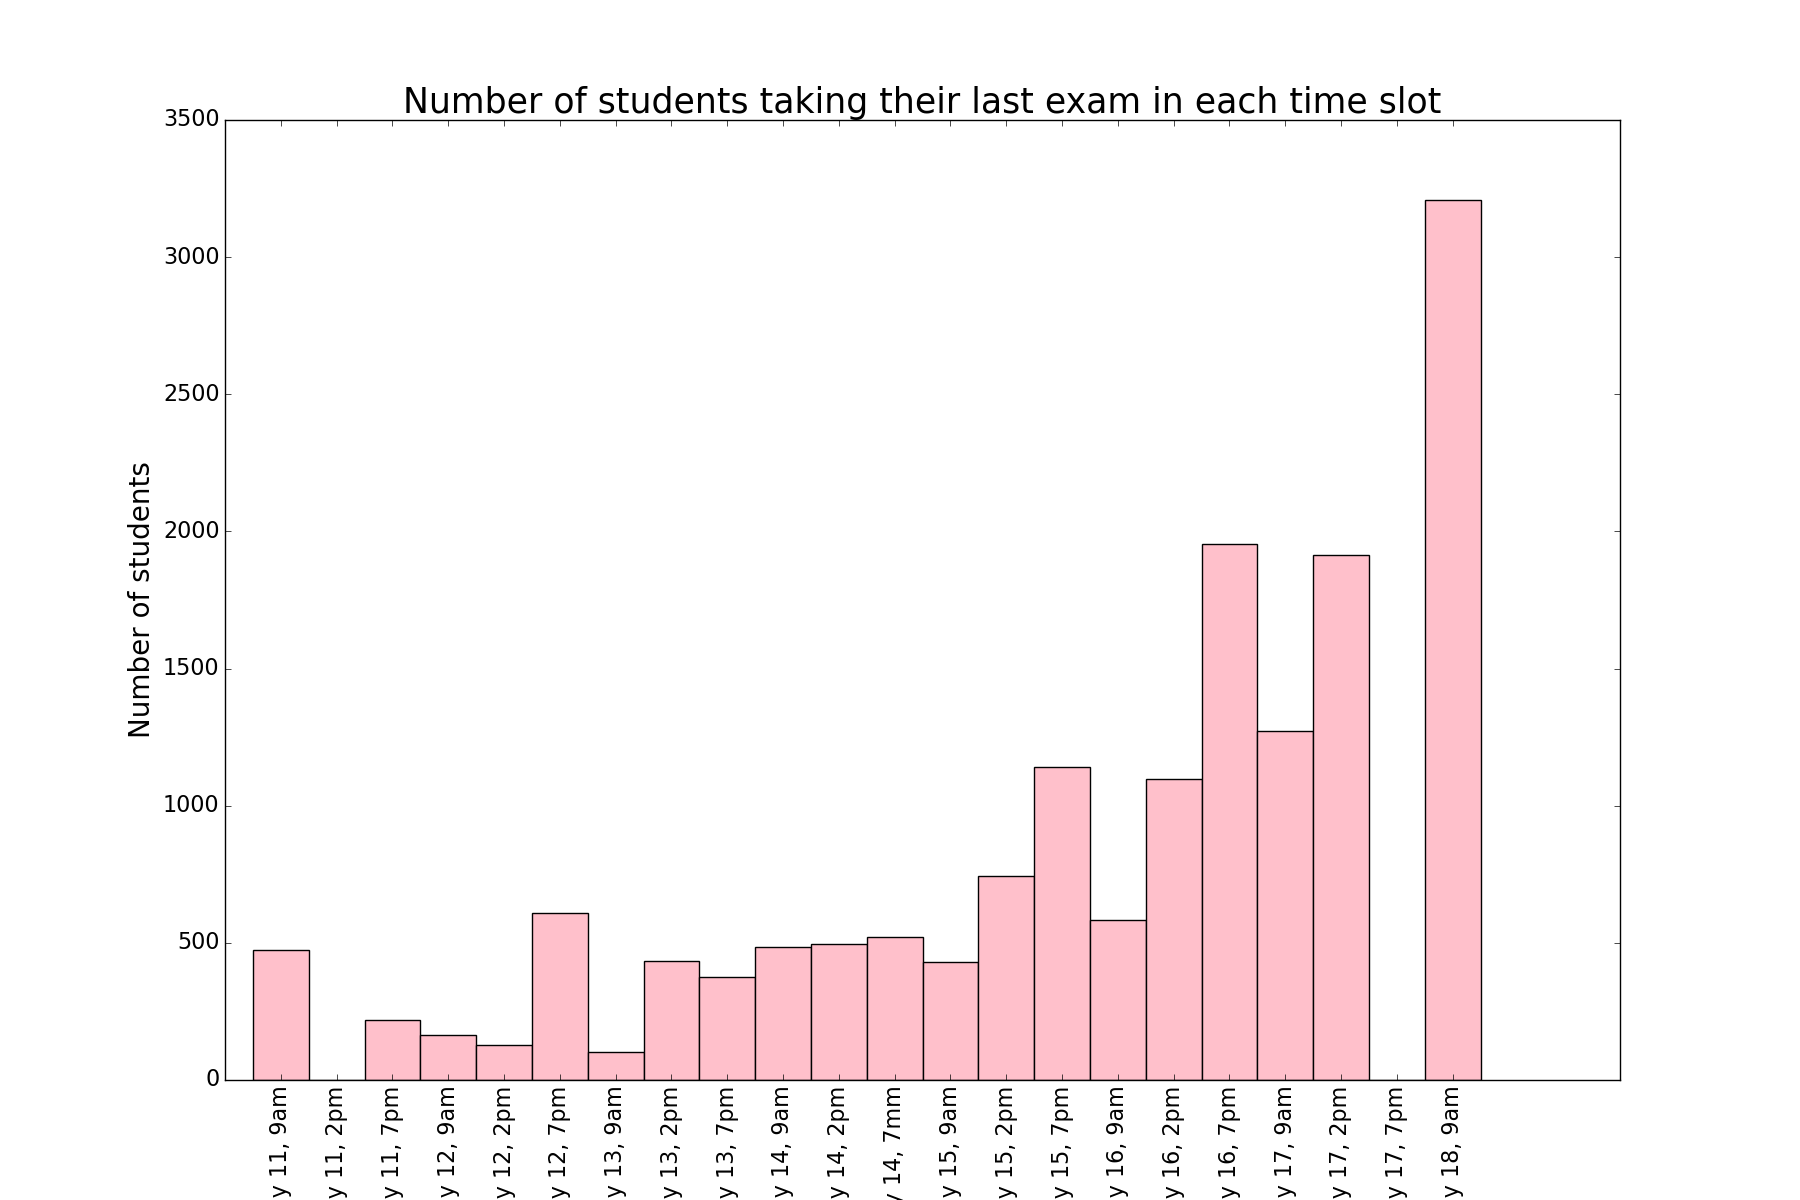 Number of students taking their last exam in each time slot
Number of students
3500
3000
2500
2000
1500
1000
500
0
y 11, 9am
y 11, 2pm
y 11, 7pm
y 12, 9am
y 12, 2pm
y 12, 7pm
y 13, 9am
y 13, 2pm
y 13, 7pm
y 14, 9am
y 14, 2pm
y 14, 7mm
y 15, 9am
y 15, 2pm
y 15, 7pm
y 16, 9am
y 16, 2pm
y 16, 7pm
y 17, 9am
y 17, 2pm
y 17, 7pm
y 18, 9am